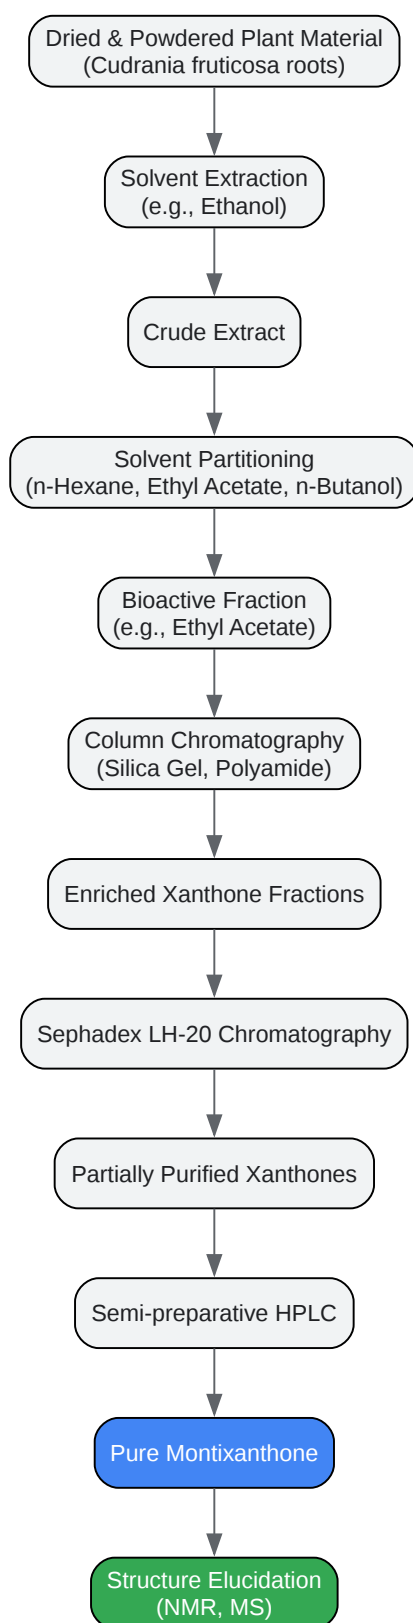 Dried & Powdered Plant Material
(Cudrania fruticosa roots)
Solvent Extraction
(e.g., Ethanol)
Crude Extract
Solvent Partitioning
(n-Hexane, Ethyl Acetate, n-Butanol)
Bioactive Fraction
(e.g., Ethyl Acetate)
Column Chromatography
(Silica Gel, Polyamide)
Enriched Xanthone Fractions
Sephadex LH-20 Chromatography
Partially Purified Xanthones
Semi-preparative HPLC
Pure Montixanthone
Structure Elucidation
(NMR, MS)